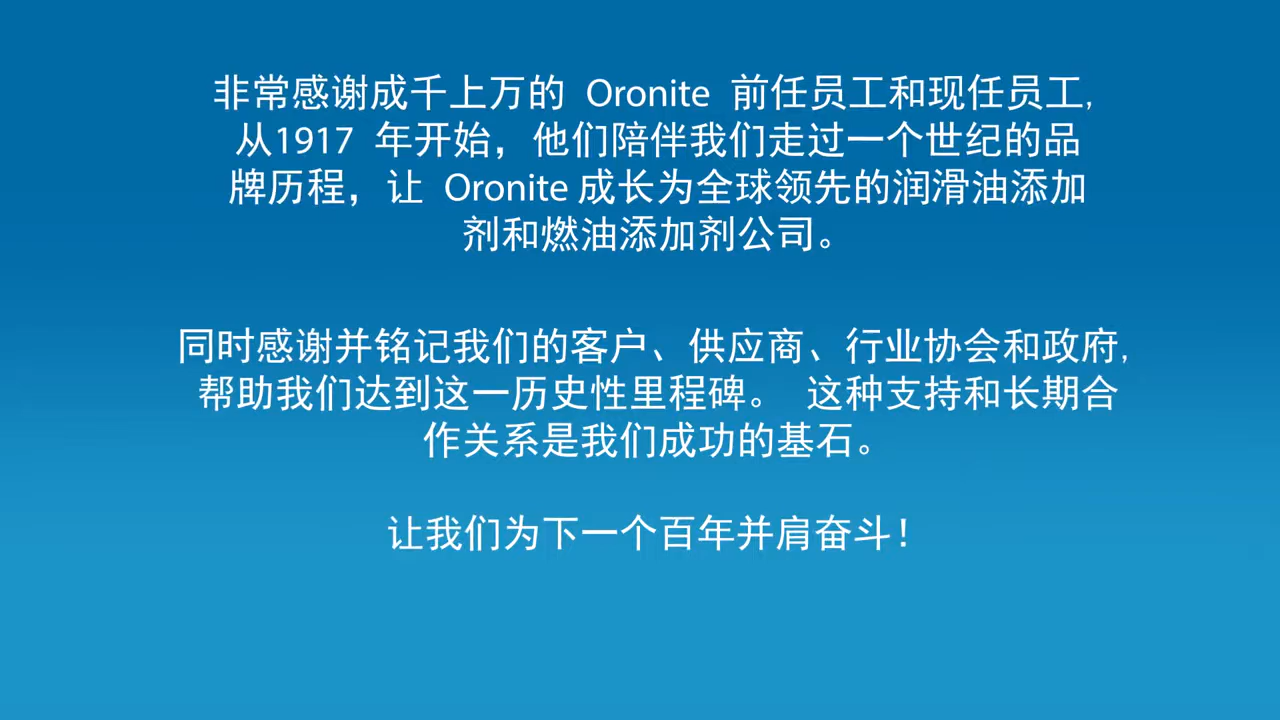 非常感谢成千上万的 Oronite 前任员工和现任员工,
从1917 年开始，他们陪伴我们走过一个世纪的品
牌历程，让 Oronite 成长为全球领先的润滑油添加
剂和燃油添加剂公司。
同时感谢并铭记我们的客户、供应商、行业协会和政府,
帮助我们达到这一历史性里程碑。 这种支持和长期合
作关系是我们成功的基石。
让我们为下一个百年并肩奋斗！